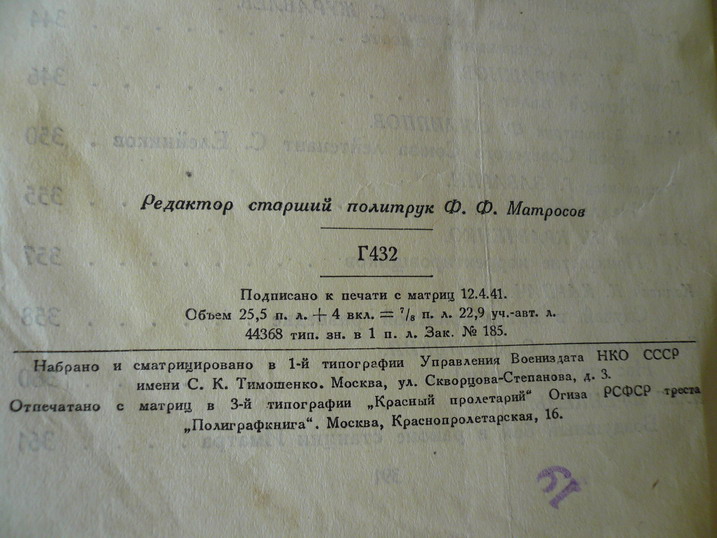 Редактор старший политрук Ф. Ф. Матросов
Г432
Подписано к печати с матриц 12.4.41.
Объем 25,5 п. л. + 4 вкл. = 7/8 п. л. 22,9 уч.-авт. л.
44368 тип. зн. в 1 п. л. Зак. № 185.
Набрано и сматрицировано в 1-й типографии Управления Воениздата НКО СССР
имени С. К. Тимошенко. Москва, ул. Скворцова-Степанова, д. 3.
Отпечатано с матриц в 3-й типографии „Красный пролетарий" Огиза РСФСР треста
„Полиграфкнига". Москва, Краснопролетарская, 16.